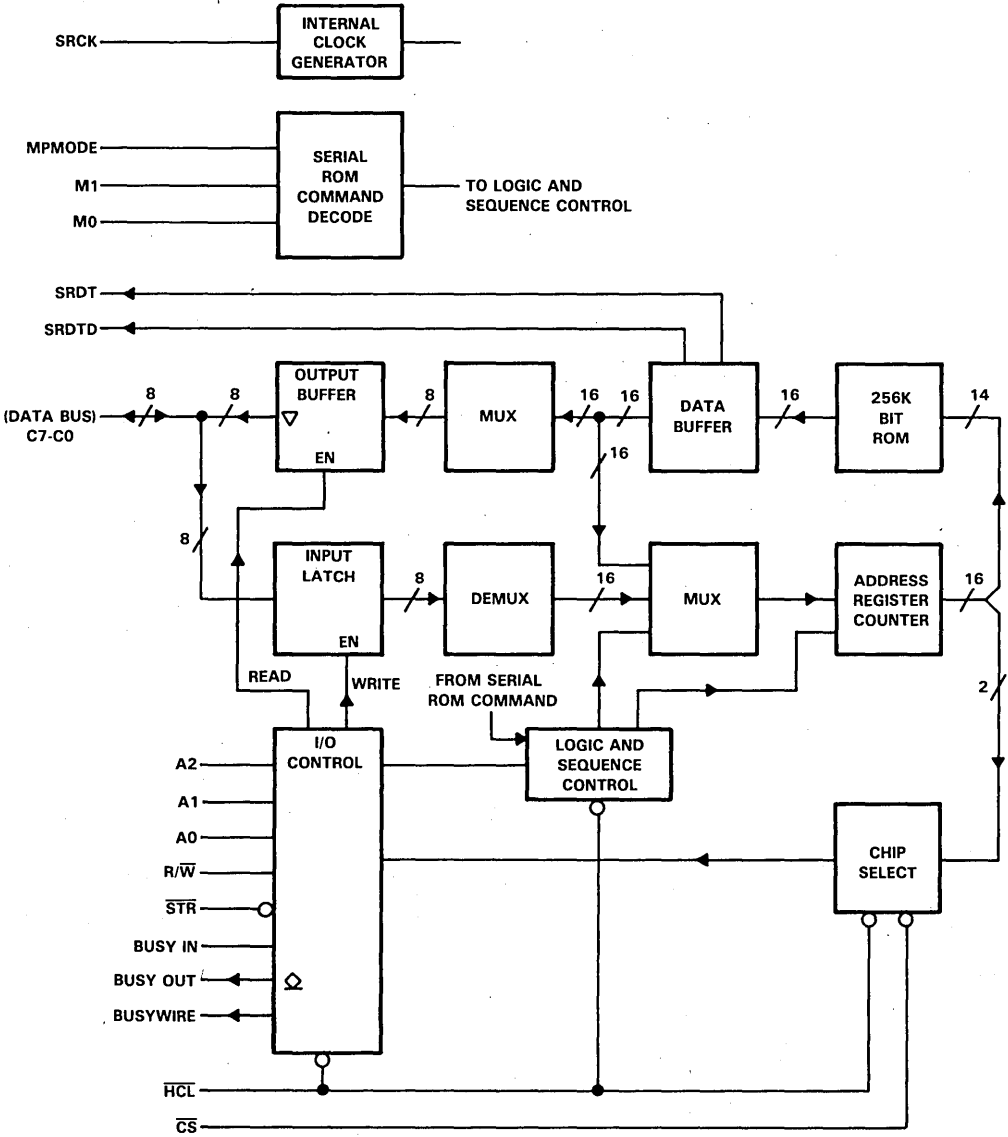 SRCK
INTERNAL
CLOCK
GENERATOR
MPMODE
M1
M0
SERIAL
ROM
COMMAND
DECODE
TO LOGIC AND
SEQUENCE CONTROL
SRDT
SRDTD
(DATA BUS)
C7-C0
8
8
OUTPUT
BUFFER
EN
8
MUX
16
16
DATA
BUFFER
16
256K
BIT
ROM
14
16
8
INPUT
LATCH
EN
8
DEMUX
16
MUX
ADDRESS
REGISTER
COUNTER
16
2
READ
WRITE
FROM SERIAL
ROM COMMAND
I/O
CONTROL
LOGIC AND
SEQUENCE
CONTROL
CHIP
SELECT
A2
A1
A0
R/W̅
S̅T̅R̅
BUSY IN
BUSY OUT
BUSYWIRE
H̅C̅L̅
C̅S̅